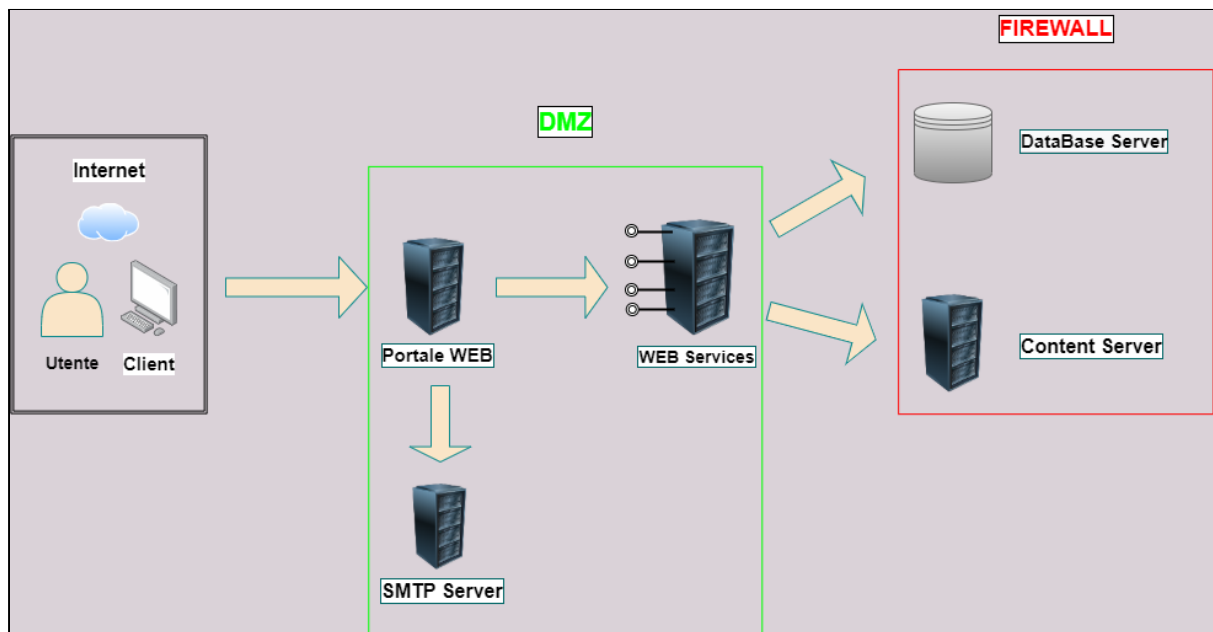 FIREWALL
DMZ
DataBase Server
Internet
Utente
Client
Portale WEB
WEB Services
Content Server
SMTP Server